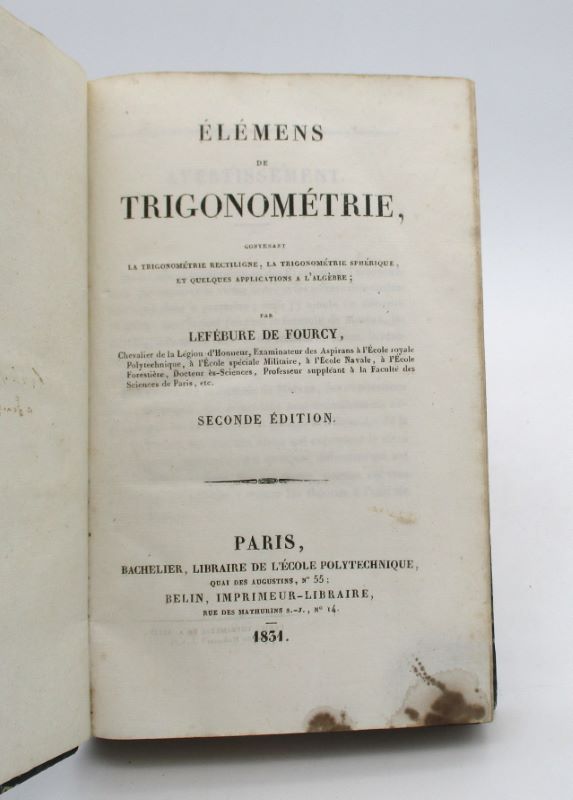 ÉLÉMENS
DE
TRIGONOMÉTRIE,
CONTENANT
LA TRIGONOMÉTRIE RECTILIGNE, LA TRIGONOMÉTRIE SPHÉRIQUE,
ET QUELQUES APPLICATIONS A L'ALGÈBRE;
PAR
LEFÉBURE DE FOURCY,
Chevalier de la Légion d'Honneur, Examinateur des Aspirans à l'École royale
Polytechnique, à l'École spéciale Militaire, à l'École Navale, à l'École
Forestière, Docteur ès-Sciences, Professeur suppléant à la Faculté des
Sciences de Paris, etc.
SECONDE ÉDITION.
PARIS,
BACHELIER, LIBRAIRE DE L'ÉCOLE POLYTECHNIQUE,
QUAI DES AUGUSTINS, N° 55;
BELIN, IMPRIMEUR-LIBRAIRE,
RUE DES MATHURINS S.-J., N° 14.
1831.